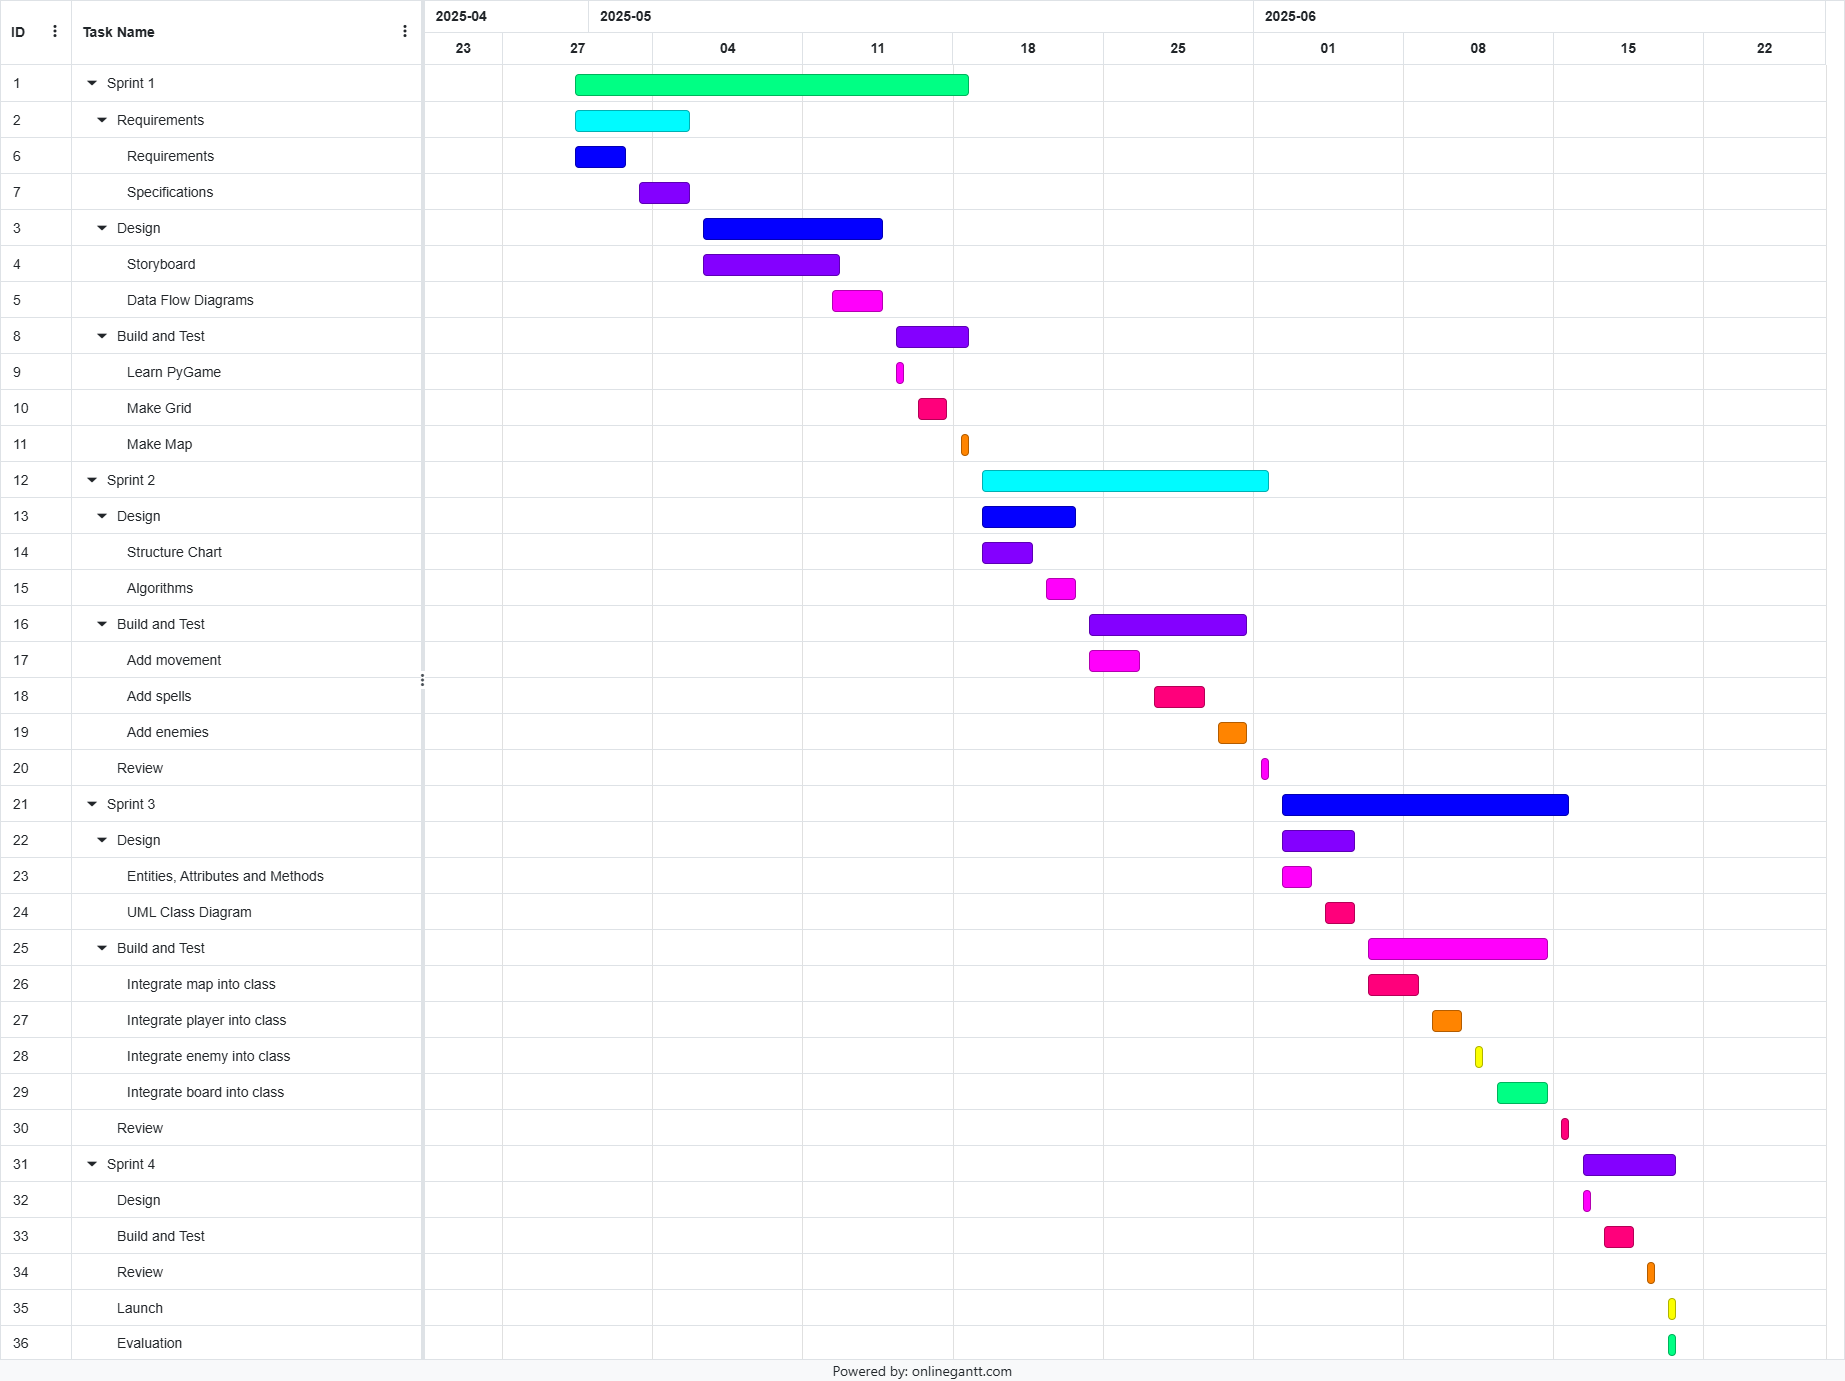 ID Task Name 2025-04 2025-05 2025-06
23 27 04 11 18 25 01 08 15 22
1 Sprint 1
2 Requirements
6 Requirements
7 Specifications
3 Design
4 Storyboard
5 Data Flow Diagrams
8 Build and Test
9 Learn PyGame
10 Make Grid
11 Make Map
12 Sprint 2
13 Design
14 Structure Chart
15 Algorithms
16 Build and Test
17 Add movement
18 Add spells
19 Add enemies
20 Review
21 Sprint 3
22 Design
23 Entities, Attributes and Methods
24 UML Class Diagram
25 Build and Test
26 Integrate map into class
27 Integrate player into class
28 Integrate enemy into class
29 Integrate board into class
30 Review
31 Sprint 4
32 Design
33 Build and Test
34 Review
35 Launch
36 Evaluation
Powered by: onlinegantt.com